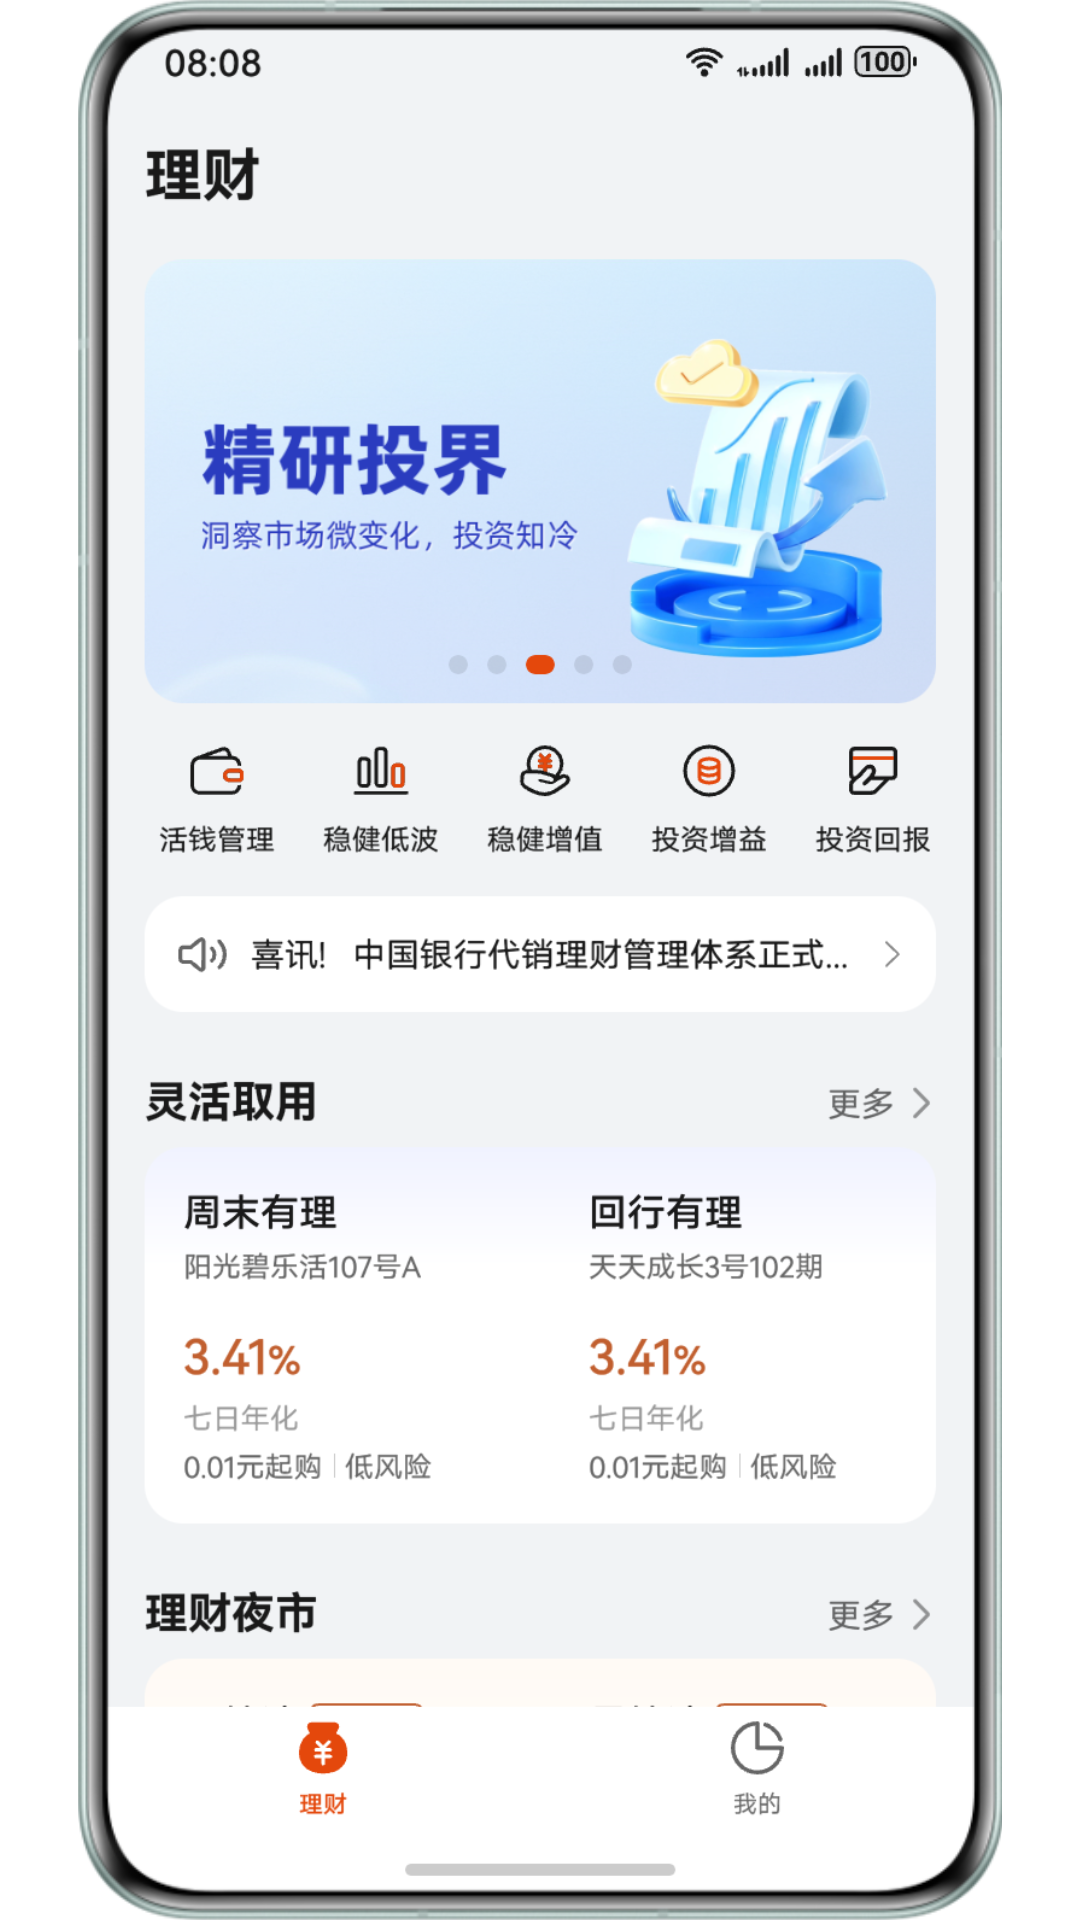 08:08
100
理财
精研投界
洞察市场微变化，投资知冷
活钱管理 稳健低波 稳健增值 投资增益 投资回报
喜讯！ 中国银行代销理财管理体系正式...
灵活取用 更多
周末有理 回行有理
阳光碧乐活107号A 天天成长3号102期
3.41% 3.41%
七日年化 七日年化
0.01元起购 低风险 0.01元起购 低风险
理财夜市 更多
理财 我的